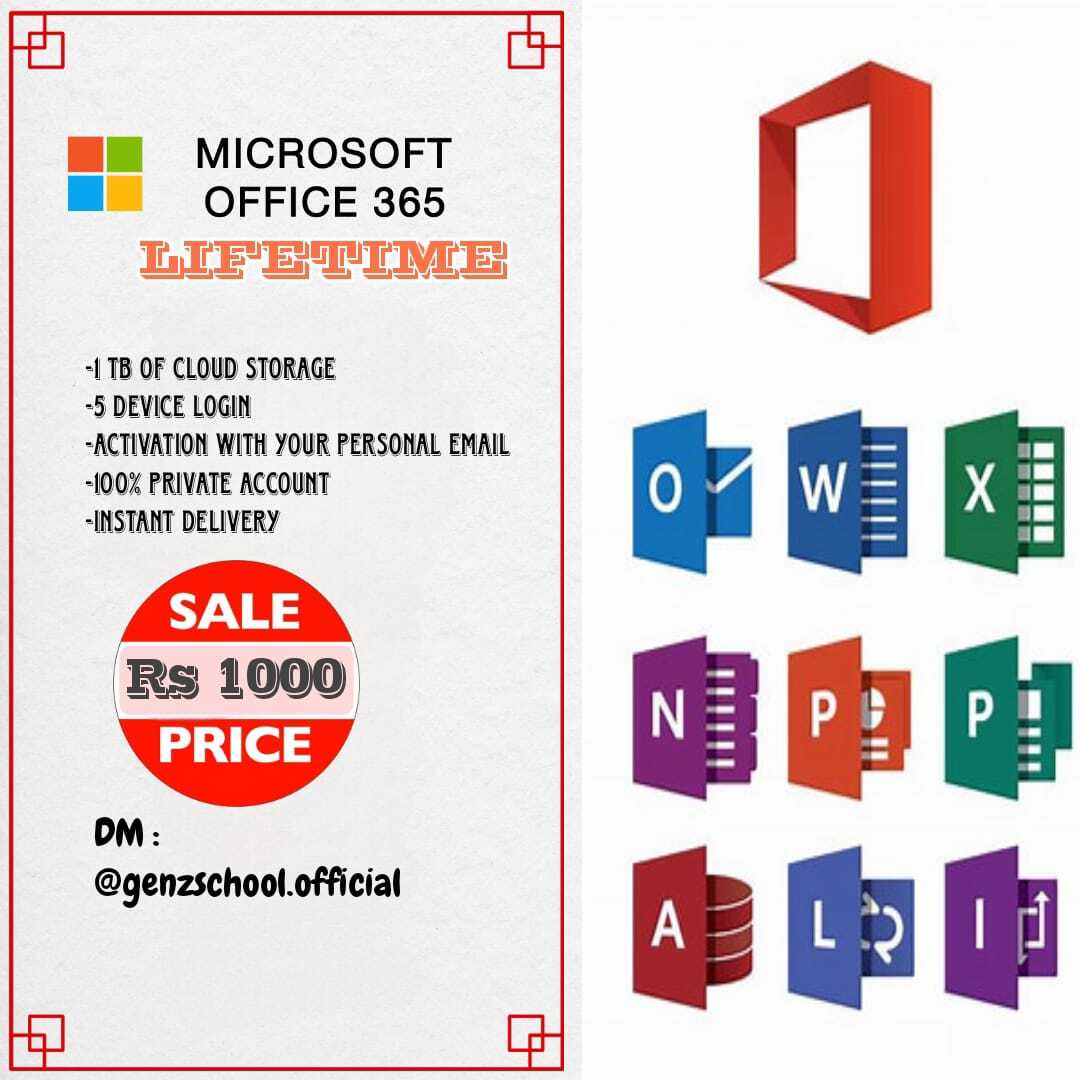 MICROSOFT
OFFICE 365
LIFETIME
-1 TB OF CLOUD STORAGE
-5 DEVICE LOGIN
-ACTIVATION WITH YOUR PERSONAL EMAIL
-100% PRIVATE ACCOUNT
-INSTANT DELIVERY
SALE
Rs 1000
PRICE
DM :
@genzschool.official
O W X
N P P
A L I